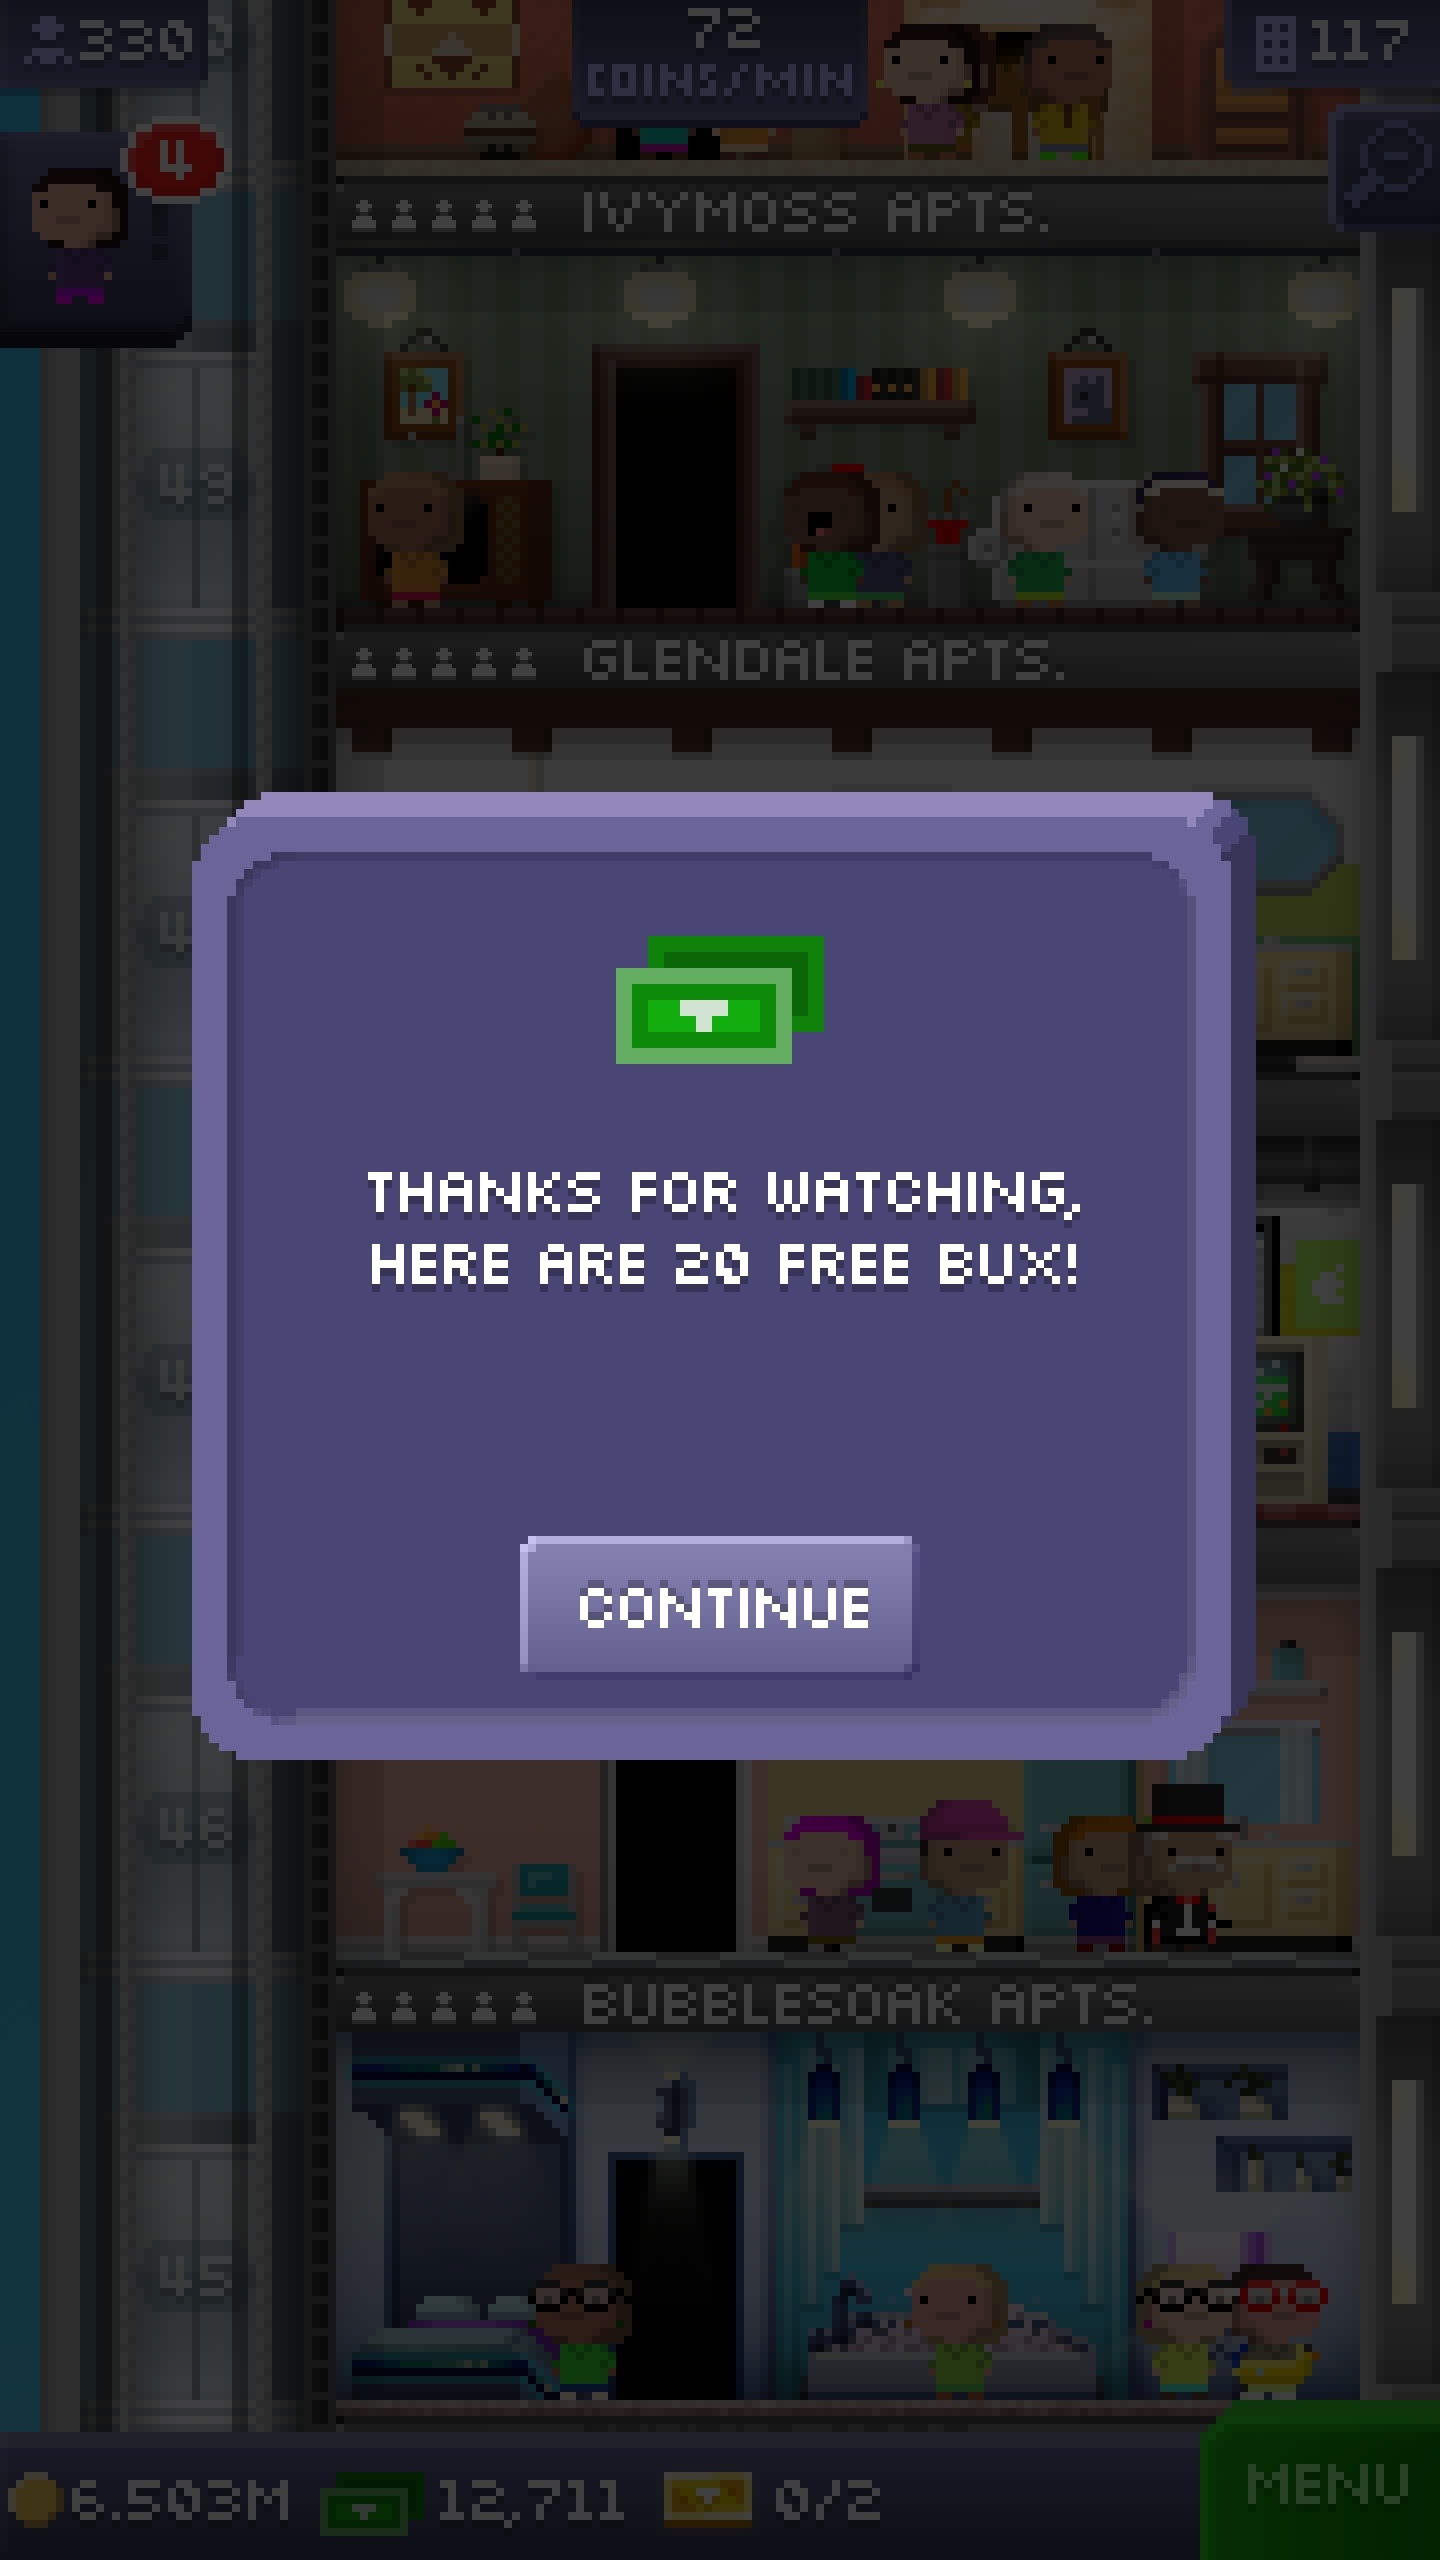 330
72
COINS/MIN
117
4
IVYMOSS APTS.
43
GLENDALE APTS.
THANKS FOR WATCHING,
HERE ARE 20 FREE BUX!
CONTINUE
46
BUBBLESOAK APTS.
45
6.503M
12,711
0/2
MENU